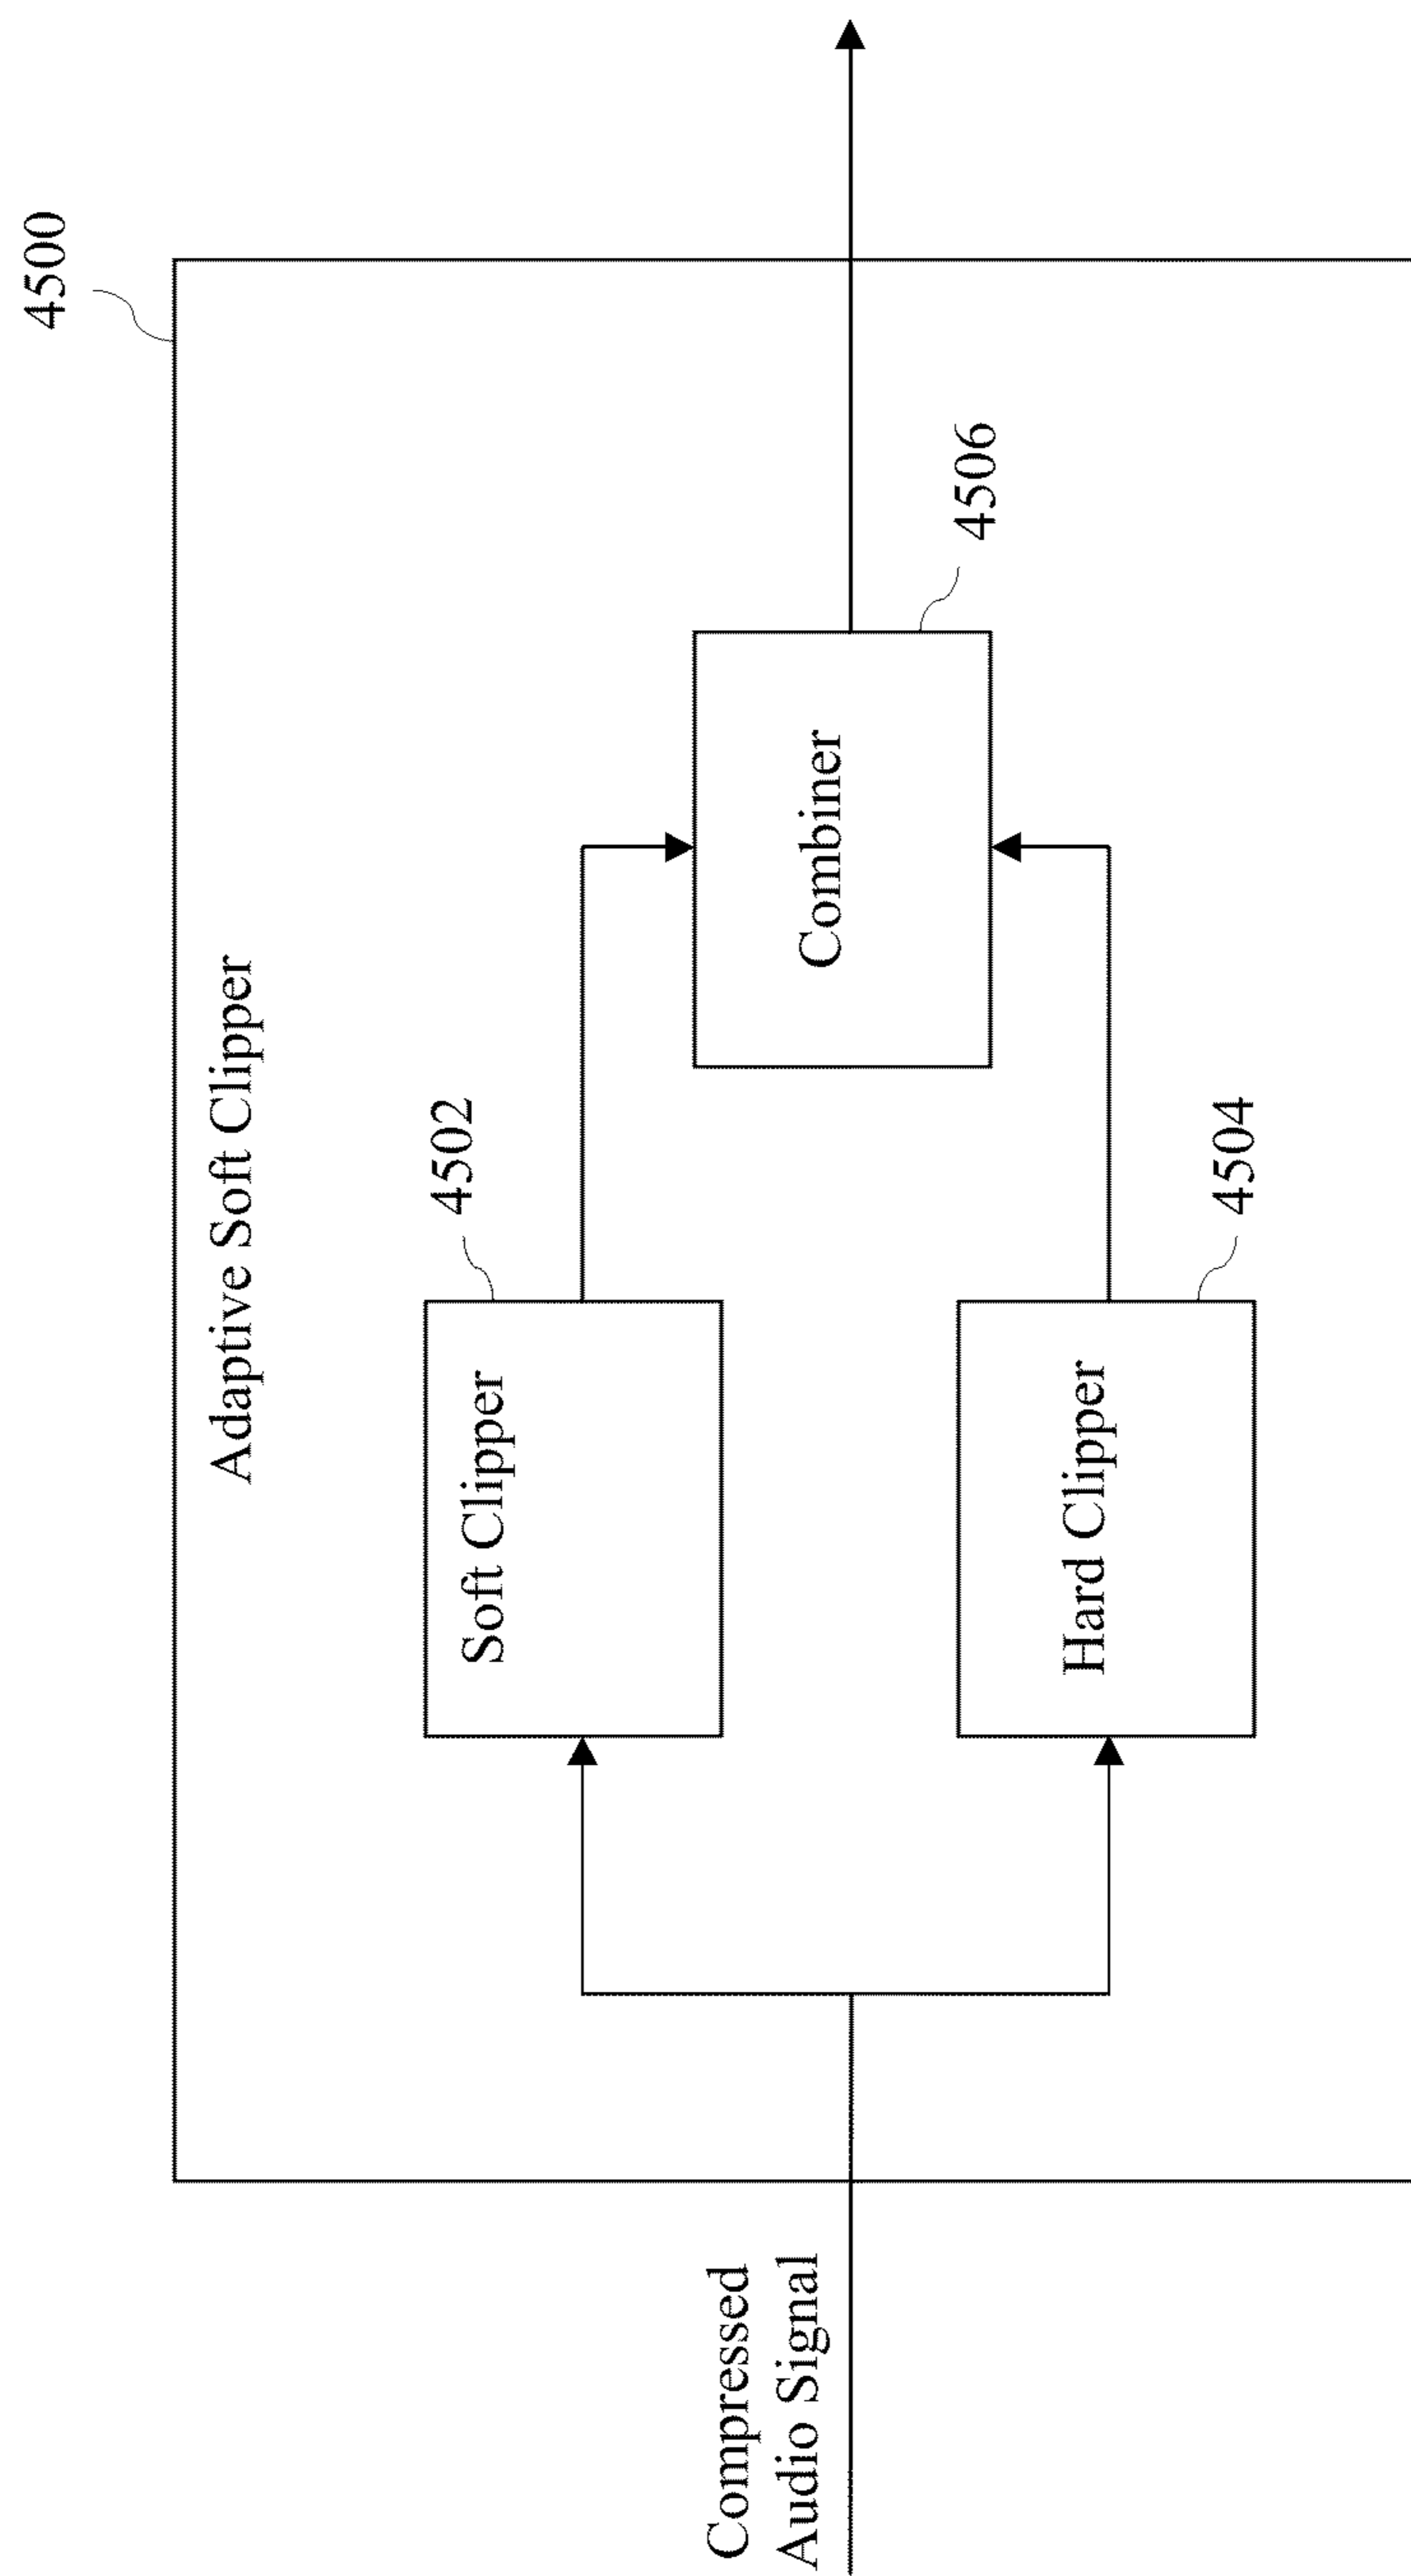 4500
Adaptive Soft Clipper
4502
Soft Clipper
4506
Combiner
Compressed
Audio Signal
4504
Hard Clipper